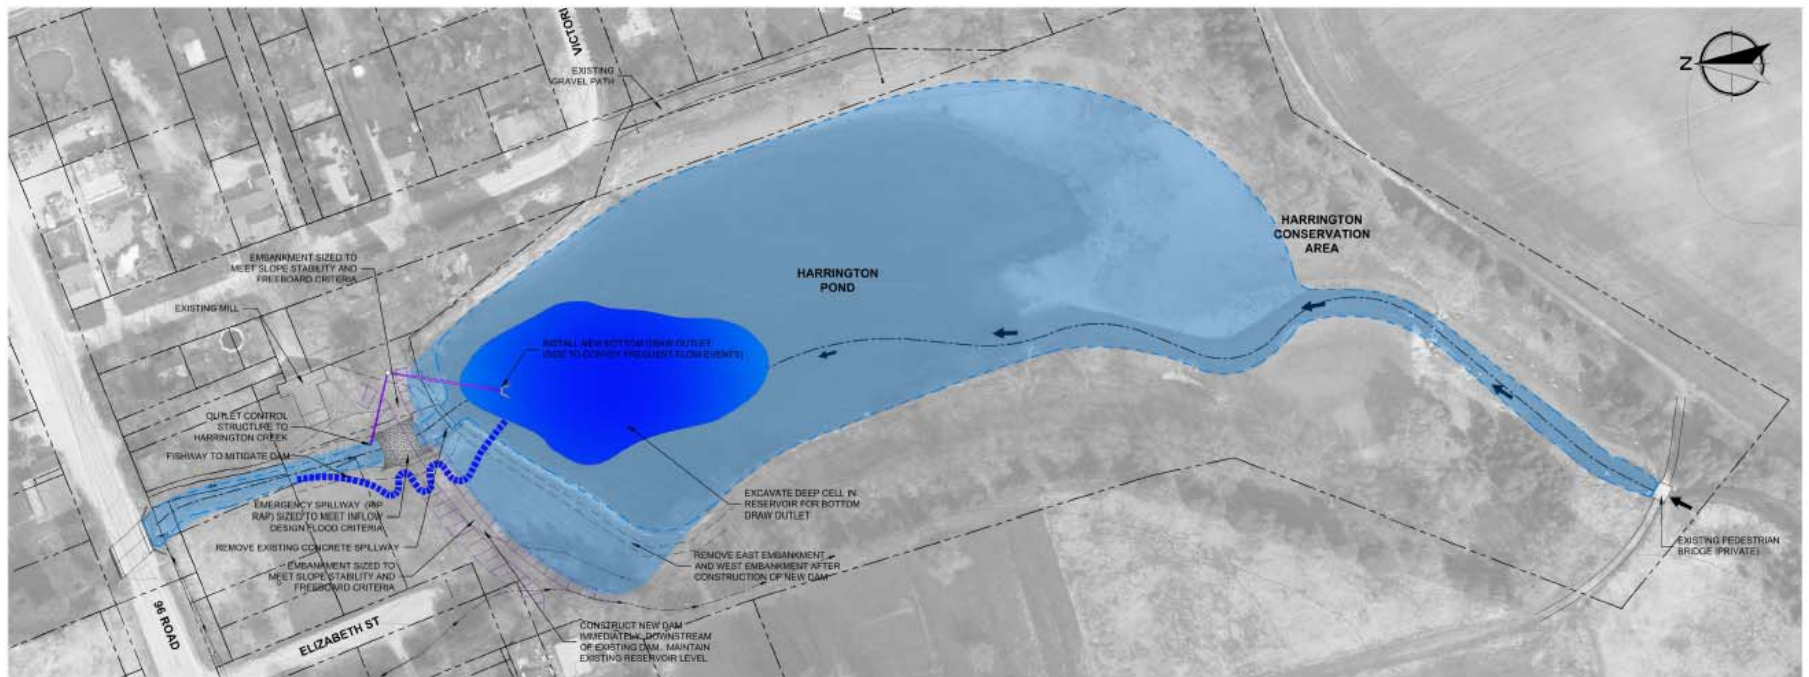 VICTORI
EXISTING
GRAVEL PATH
Z
HARRINGTON
CONSERVATION
AREA
EMBANKMENT SIZED TO
MEET SLOPE STABILITY AND
FREEBOARD CRITERIA
HARRINGTON
POND
EXISTING MILL
INSTALL NEW BOTTOM DRAW OUTLET
(SIZE TO CONVEY FREQUENT FLOW EVENTS)
OUTLET CONTROL
STRUCTURE TO
HARRINGTON CREEK
FISHWAY TO MITIGATE DAM
EMERGENCY SPILLWAY (RIP
RAP) SIZED TO MEET INFLOW
DESIGN FLOOD CRITERIA
EXCAVATE DEEP CELL IN
RESERVOIR FOR BOTTOM
DRAW OUTLET
REMOVE EXISTING CONCRETE SPILLWAY
EXISTING PEDESTRIAN
BRIDGE (PRIVATE)
EMBANKMENT SIZED TO
MEET SLOPE STABILITY AND
FREEBOARD CRITERIA
REMOVE EAST EMBANKMENT
AND WEST EMBANKMENT AFTER
CONSTRUCTION OF NEW DAM
96 ROAD
ELIZABETH ST
CONSTRUCT NEW DAM
IMMEDIATELY DOWNSTREAM
OF EXISTING DAM. MAINTAIN
EXISTING RESERVOIR LEVEL